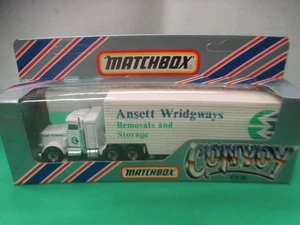 MATCHBOX
Ansett Wridgways
Removals and
Storage
CONVOY
MATCHBOX